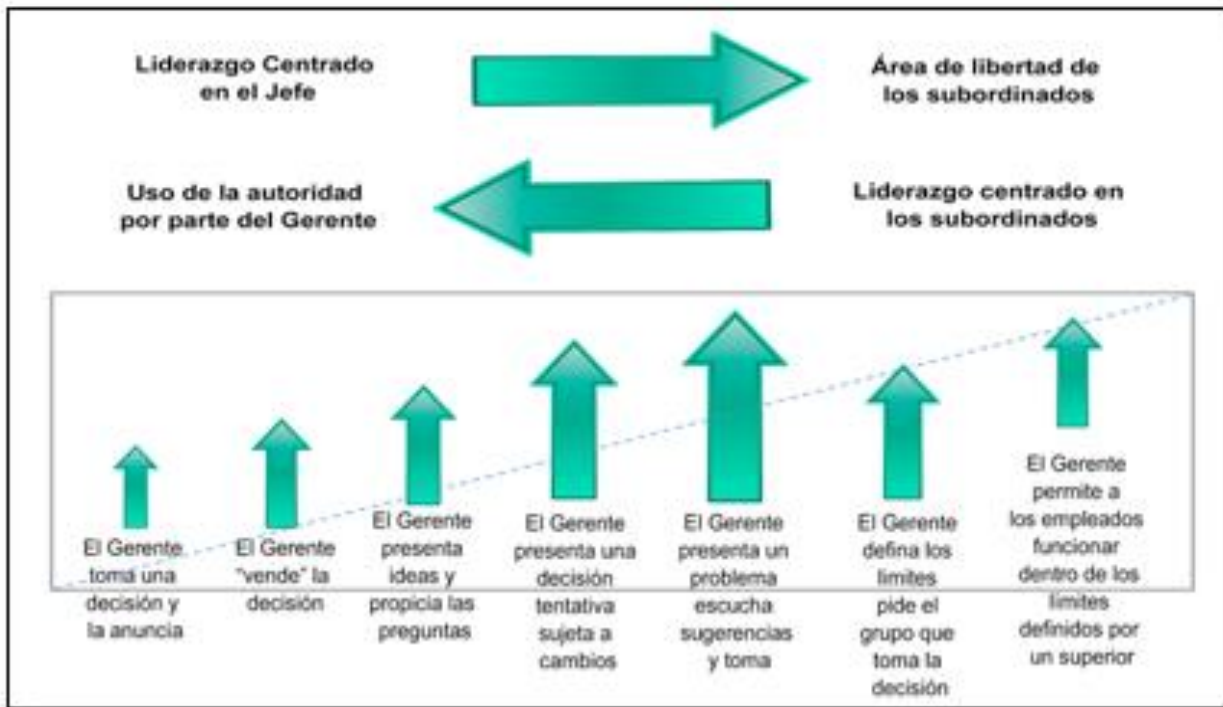 Liderazgo Centrado
en el Jefe
Área de libertad de
los subordinados
Uso de la autoridad
por parte del Gerente
Liderazgo centrado en
los subordinados
El Gerente
toma una
decisión y
la anuncia
El Gerente
"vende" la
decisión
El Gerente
presenta
ideas y
propicia las
preguntas
El Gerente
presenta una
decisión
tentativa
sujeta a
cambios
El Gerente
presenta un
problema
escucha
sugerencias
y toma
El Gerente
defina los
limites
pide el
grupo que
toma la
decisión
El Gerente
permite a
los empleados
funcionar
dentro de los
límites
definidos por
un superior